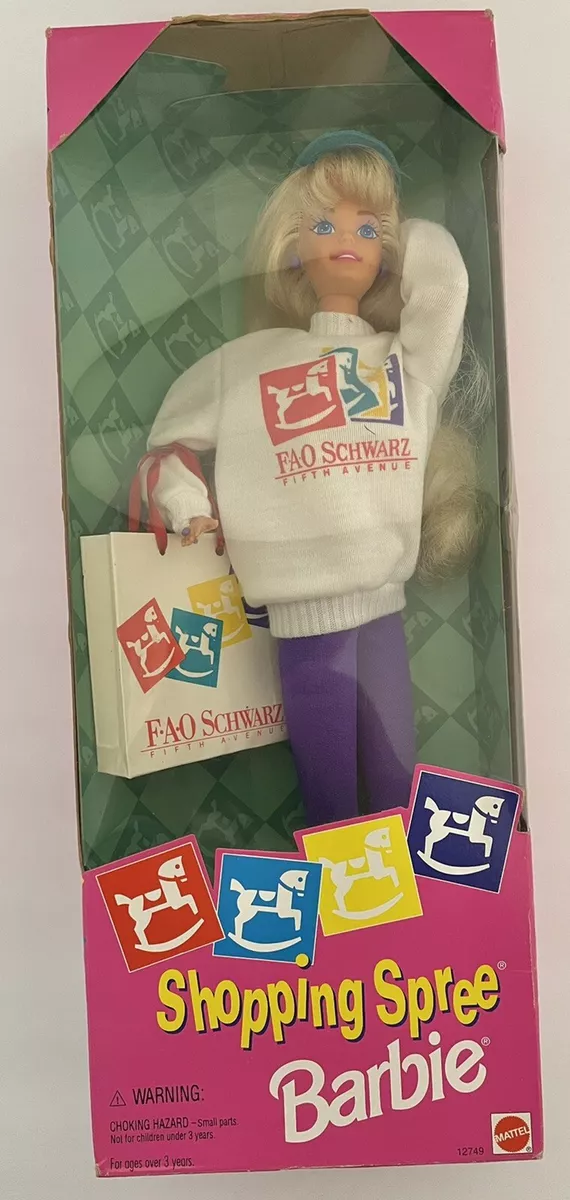 F·A·O SCHWARZ
FIFTH AVENUE
F·A·O SCHWARZ
FIFTH AVENUE
Shopping Spree®
Barbie®
⚠ WARNING:
CHOKING HAZARD – Small parts.
Not for children under 3 years.
For ages over 3 years.
12749
MATTEL®